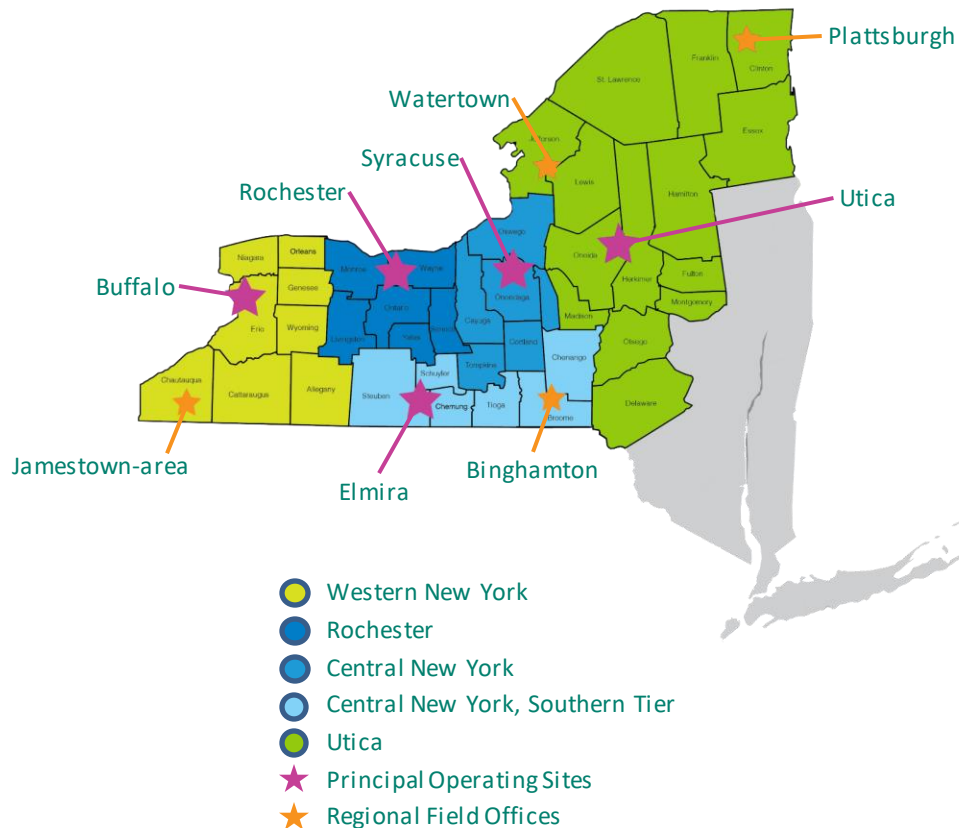 Plattsburgh
Franklin
Clinton
St. Lawrence
Watertown
Essex
Jefferson
Syracuse
Lewis
Hamilton
Rochester
Utica
Oswego
Niagara
Orleans
Monroe
Wayne
Oneida
Herkimer
Fulton
Buffalo
Genesee
Onondaga
Montgomery
Ontario
Cayuga
Madison
Erie
Wyoming
Livingston
Yates
Seneca
Cortland
Otsego
Chenango
Tompkins
Schuyler
Chautauqua
Cattaraugus
Allegany
Steuben
Chemung
Tioga
Broome
Delaware
Jamestown-area
Elmira
Binghamton
Western New York
Rochester
Central New York
Central New York, Southern Tier
Utica
Principal Operating Sites
Regional Field Offices